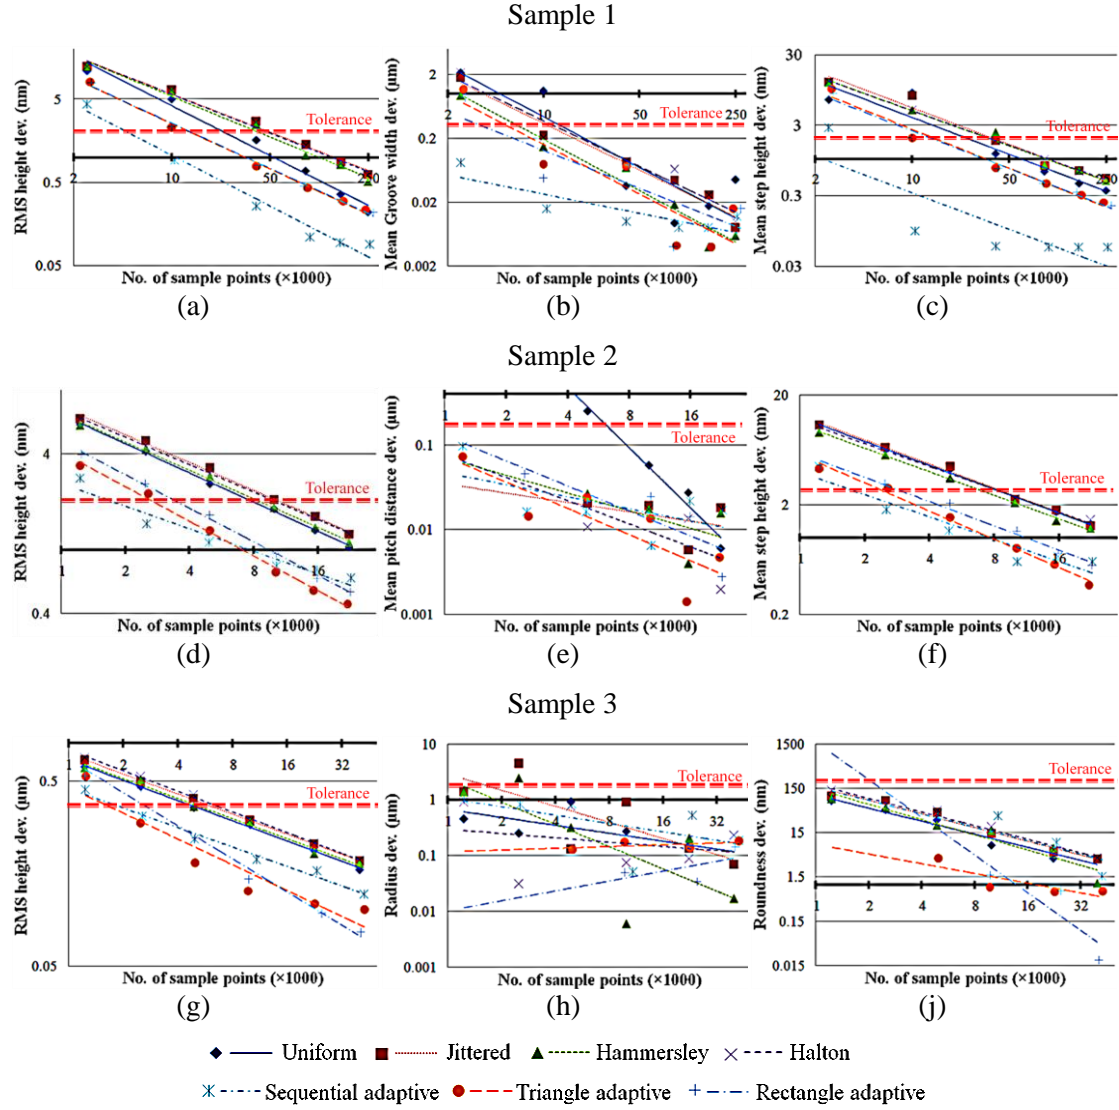 Sample 1
RMS height dev. (nm)
5
0.5
0.05
2 10 50 250
Tolerance
No. of sample points (×1000)
(a)
Mean Groove width dev. (µm)
2
0.2
0.02
0.002
2 10 50 250
Tolerance
No. of sample points (×1000)
(b)
Mean step height dev. (nm)
30
3
0.3
0.03
2 10 50 250
Tolerance
No. of sample points (×1000)
(c)
Sample 2
RMS height dev. (nm)
4
0.4
1 2 4 8 16
Tolerance
No. of sample points (×1000)
(d)
Mean pitch distance dev. (µm)
0.1
0.01
0.001
1 2 4 8 16
Tolerance
No. of sample points (×1000)
(e)
Mean step height dev. (nm)
20
2
0.2
1 2 4 8 16
Tolerance
No. of sample points (×1000)
(f)
Sample 3
RMS height dev. (nm)
0.5
0.05
1 2 4 8 16 32
Tolerance
No. of sample points (×1000)
(g)
Radius dev. (µm)
10
1
0.1
0.01
0.001
1 2 4 8 16 32
Tolerance
No. of sample points (×1000)
(h)
Roundness dev. (nm)
1500
150
15
1.5
0.15
0.015
1 2 4 8 16 32
Tolerance
No. of sample points (×1000)
(j)
Uniform Jittered Hammersley Halton
Sequential adaptive Triangle adaptive Rectangle adaptive